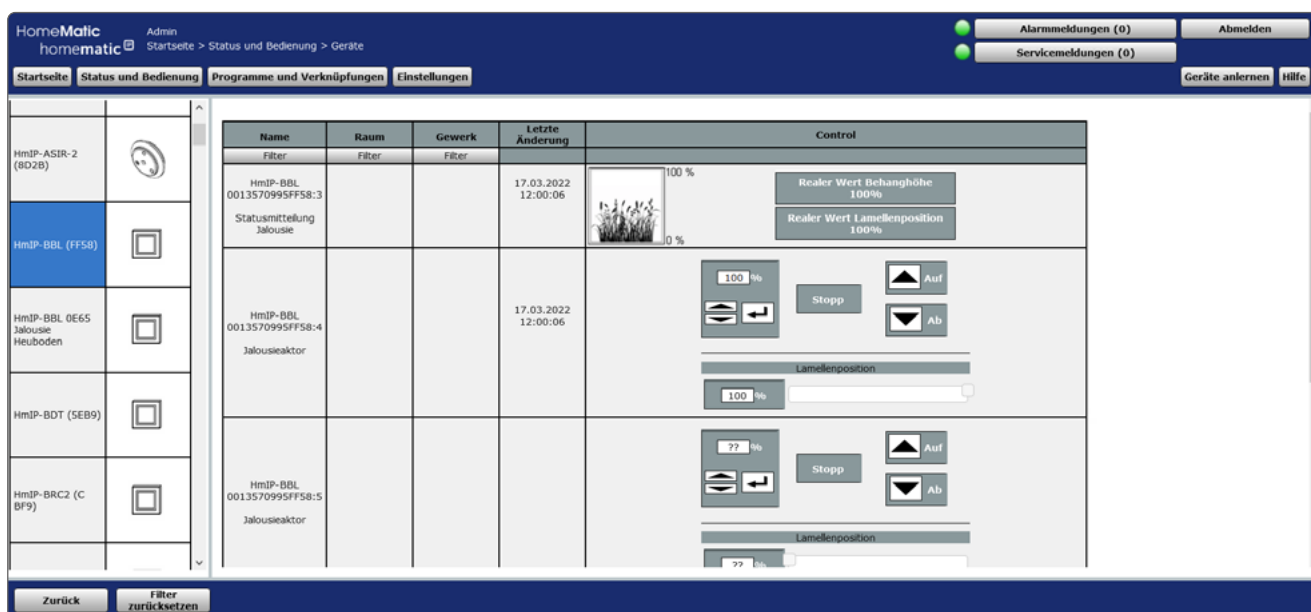 HomeMatic
homematic IP
Admin
Startseite > Status und Bedienung > Geräte
Alarmmeldungen (0)
Abmelden
Servicemeldungen (0)
Startseite
Status und Bedienung
Programme und Verknüpfungen
Einstellungen
Geräte anlernen
Hilfe
HmIP-ASIR-2
(8D2B)
HmIP-BBL (FF58)
HmIP-BBL 0E65
Jalousie
Heuboden
HmIP-BDT (5EB9)
HmIP-BRC2 (C
BF9)
Name
Raum
Gewerk
Letzte
Änderung
Control
Filter
Filter
Filter
HmIP-BBL
0013570995FF58:3
Statusmitteilung
Jalousie
17.03.2022
12:00:06
100 %
0 %
Realer Wert Behanghöhe
100%
Realer Wert Lamellenposition
100%
HmIP-BBL
0013570995FF58:4
Jalousieaktor
17.03.2022
12:00:06
100 %
Stopp
Auf
Ab
Lamellenposition
100 %
HmIP-BBL
0013570995FF58:5
Jalousieaktor
?? %
Stopp
Auf
Ab
Lamellenposition
?? %
Zurück
Filter
zurücksetzen